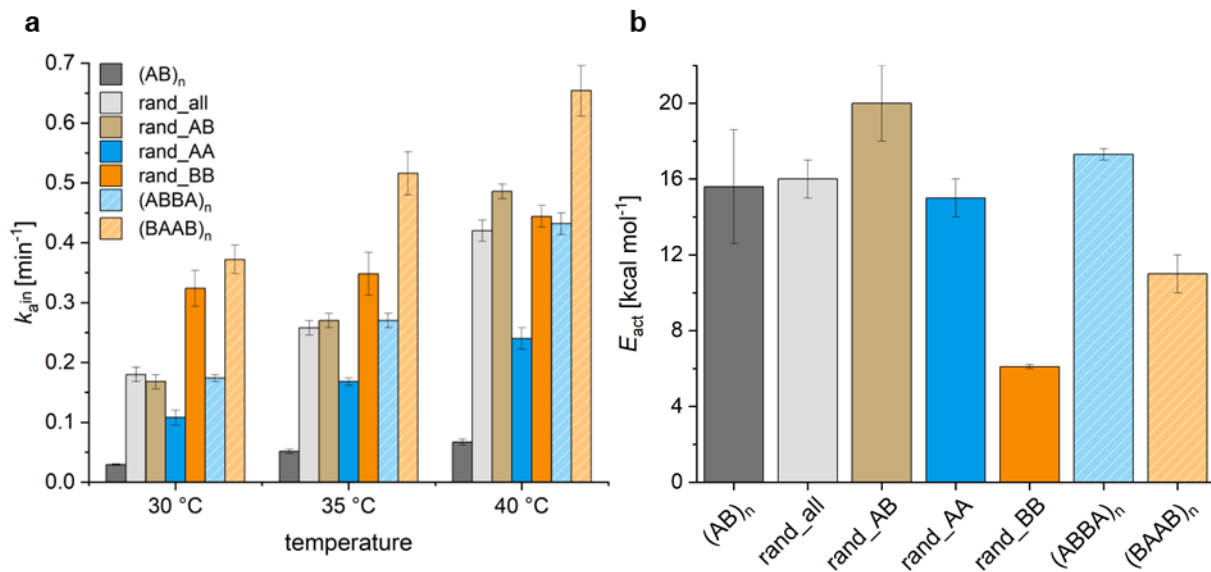 a
0.7
0.6
0.5
0.4
0.3
0.2
0.1
0.0
kₐin [min⁻¹]
(AB)ₙ
rand_all
rand_AB
rand_AA
rand_BB
(ABBA)ₙ
(BAAB)ₙ
30 °C 35 °C 40 °C
temperature
b
20
16
12
8
4
0
E_act [kcal mol⁻¹]
(AB)ₙ rand_all rand_AB rand_AA rand_BB (ABBA)ₙ (BAAB)ₙ